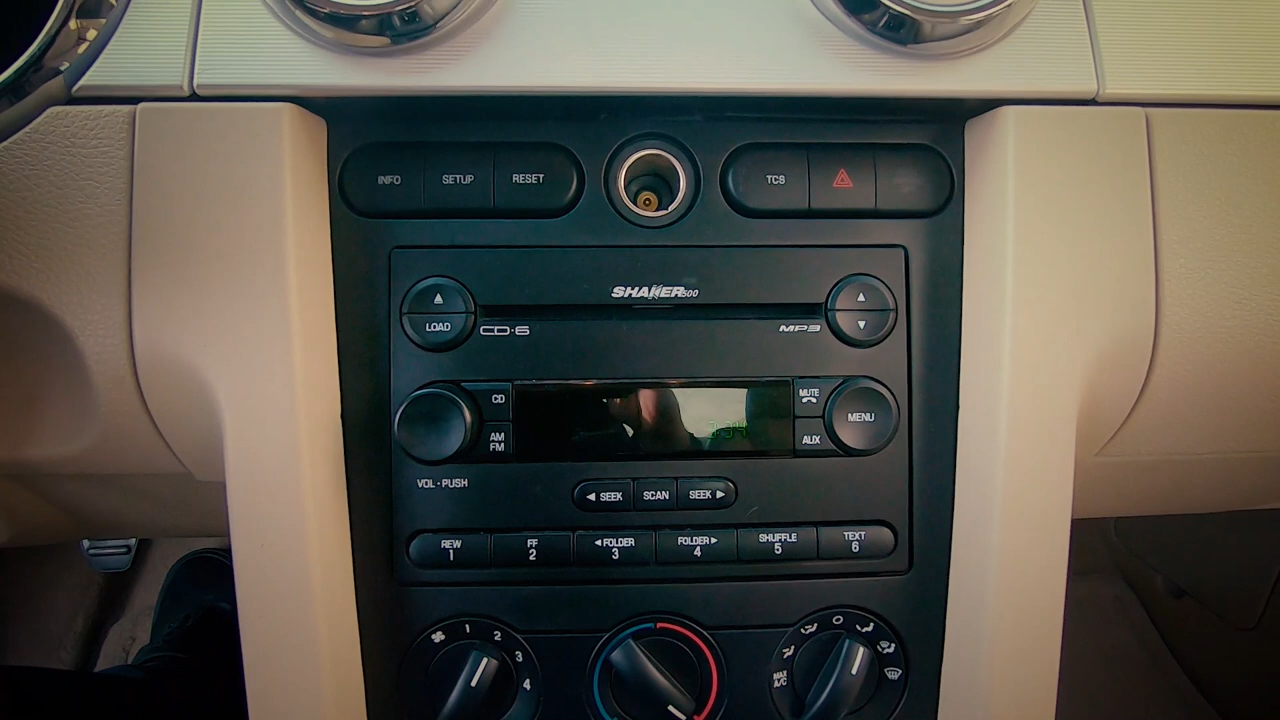 INFO SETUP RESET TCS
SHAKER 500
LOAD
CD·6 MP3
CD MUTE
MENU
AM
FM AUX
VOL·PUSH
SEEK SCAN SEEK
REW FF FOLDER FOLDER SHUFFLE TEXT
1 2 3 4 5 6
1 2 3 4
O
MAX
A/C